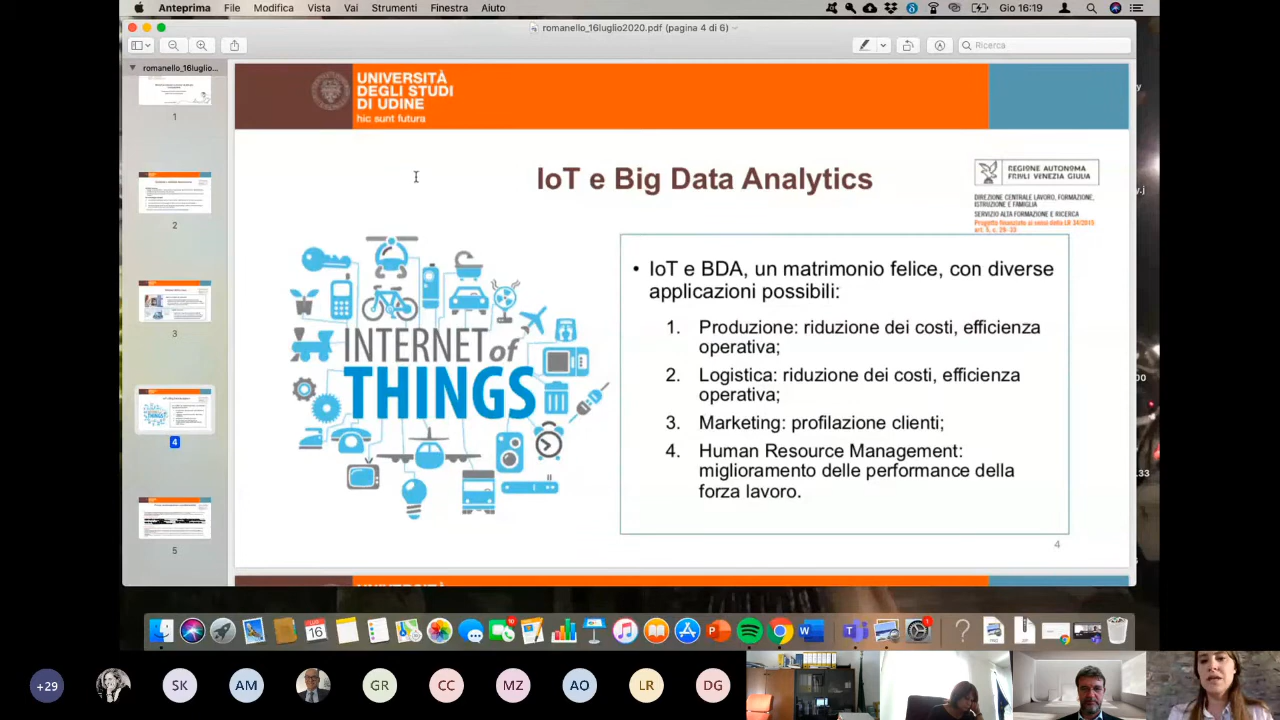 Anteprima File Modifica Vista Vai Strumenti Finestra Aiuto Gio 16:19
romanello_16luglio2020.pdf (pagina 4 di 6)
Ricerca
romanello_16luglio...
1
2
3
4
5
UNIVERSITÀ
DEGLI STUDI
DI UDINE
hic sunt futura
IoT e Big Data Analytics
REGIONE AUTONOMA
FRIULI VENEZIA GIULIA
DIREZIONE CENTRALE LAVORO, FORMAZIONE,
ISTRUZIONE E FAMIGLIA
SERVIZIO ALTA FORMAZIONE E RICERCA
INTERNET of
THINGS
• IoT e BDA, un matrimonio felice, con diverse
applicazioni possibili:
1. Produzione: riduzione dei costi, efficienza
operativa;
2. Logistica: riduzione dei costi, efficienza
operativa;
3. Marketing: profilazione clienti;
4. Human Resource Management:
miglioramento delle performance della
forza lavoro.
4
+29 SK AM GR CC MZ AO LR DG